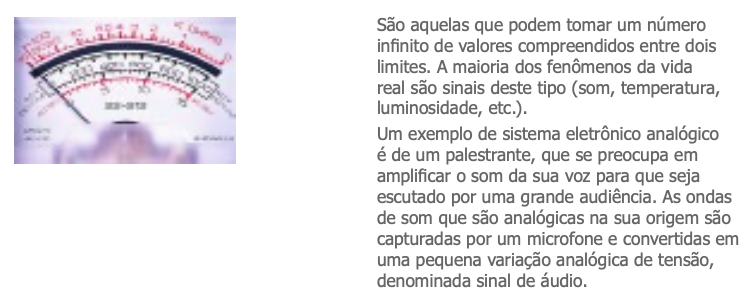 São aquelas que podem tomar um número
infinito de valores compreendidos entre dois
limites. A maioria dos fenômenos da vida
real são sinais deste tipo (som, temperatura,
luminosidade, etc.).
Um exemplo de sistema eletrônico analógico
é de um palestrante, que se preocupa em
amplificar o som da sua voz para que seja
escutado por uma grande audiência. As ondas
de som que são analógicas na sua origem são
capturadas por um microfone e convertidas em
uma pequena variação analógica de tensão,
denominada sinal de áudio.